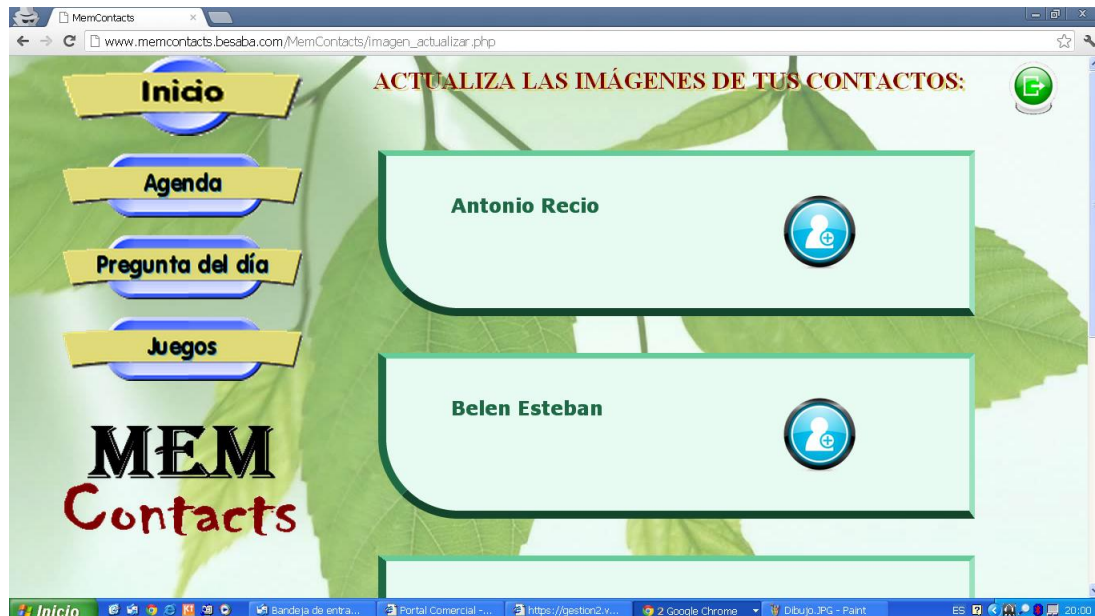 MemContacts
www.memcontacts.besaba.com/MemContacts/imagen_actualizar.php
Inicio
ACTUALIZA LAS IMÁGENES DE TUS CONTACTOS:
Agenda
Antonio Recio
Pregunta del día
Juegos
Belen Esteban
MEM
Contacts
Inicio
Bandeja de entra...
Portal Comercial -...
https://gestion2.v...
2 Google Chrome
Dibujo.JPG - Paint
ES
20:00